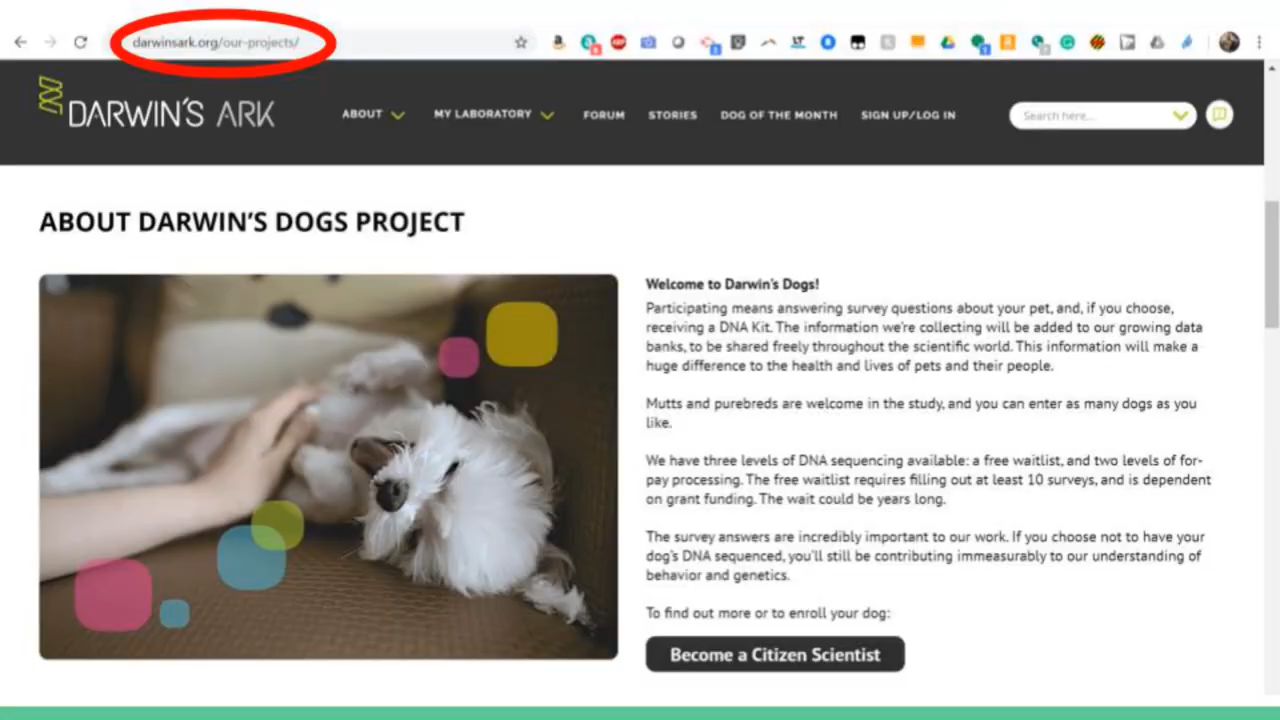 darwinsark.org/our-projects/
DARWIN'S ARK
ABOUT
MY LABORATORY
FORUM
STORIES
DOG OF THE MONTH
SIGN UP/LOG IN
Search here...
ABOUT DARWIN'S DOGS PROJECT
Welcome to Darwin's Dogs!
Participating means answering survey questions about your pet, and, if you choose,
receiving a DNA Kit. The information we're collecting will be added to our growing data
banks, to be shared freely throughout the scientific world. This information will make a
huge difference to the health and lives of pets and their people.
Mutts and purebreds are welcome in the study, and you can enter as many dogs as you
like.
We have three levels of DNA sequencing available: a free waitlist, and two levels of for-
pay processing. The free waitlist requires filling out at least 10 surveys, and is dependent
on grant funding. The wait could be years long.
The survey answers are incredibly important to our work. If you choose not to have your
dog's DNA sequenced, you'll still be contributing immeasurably to our understanding of
behavior and genetics.
To find out more or to enroll your dog:
Become a Citizen Scientist